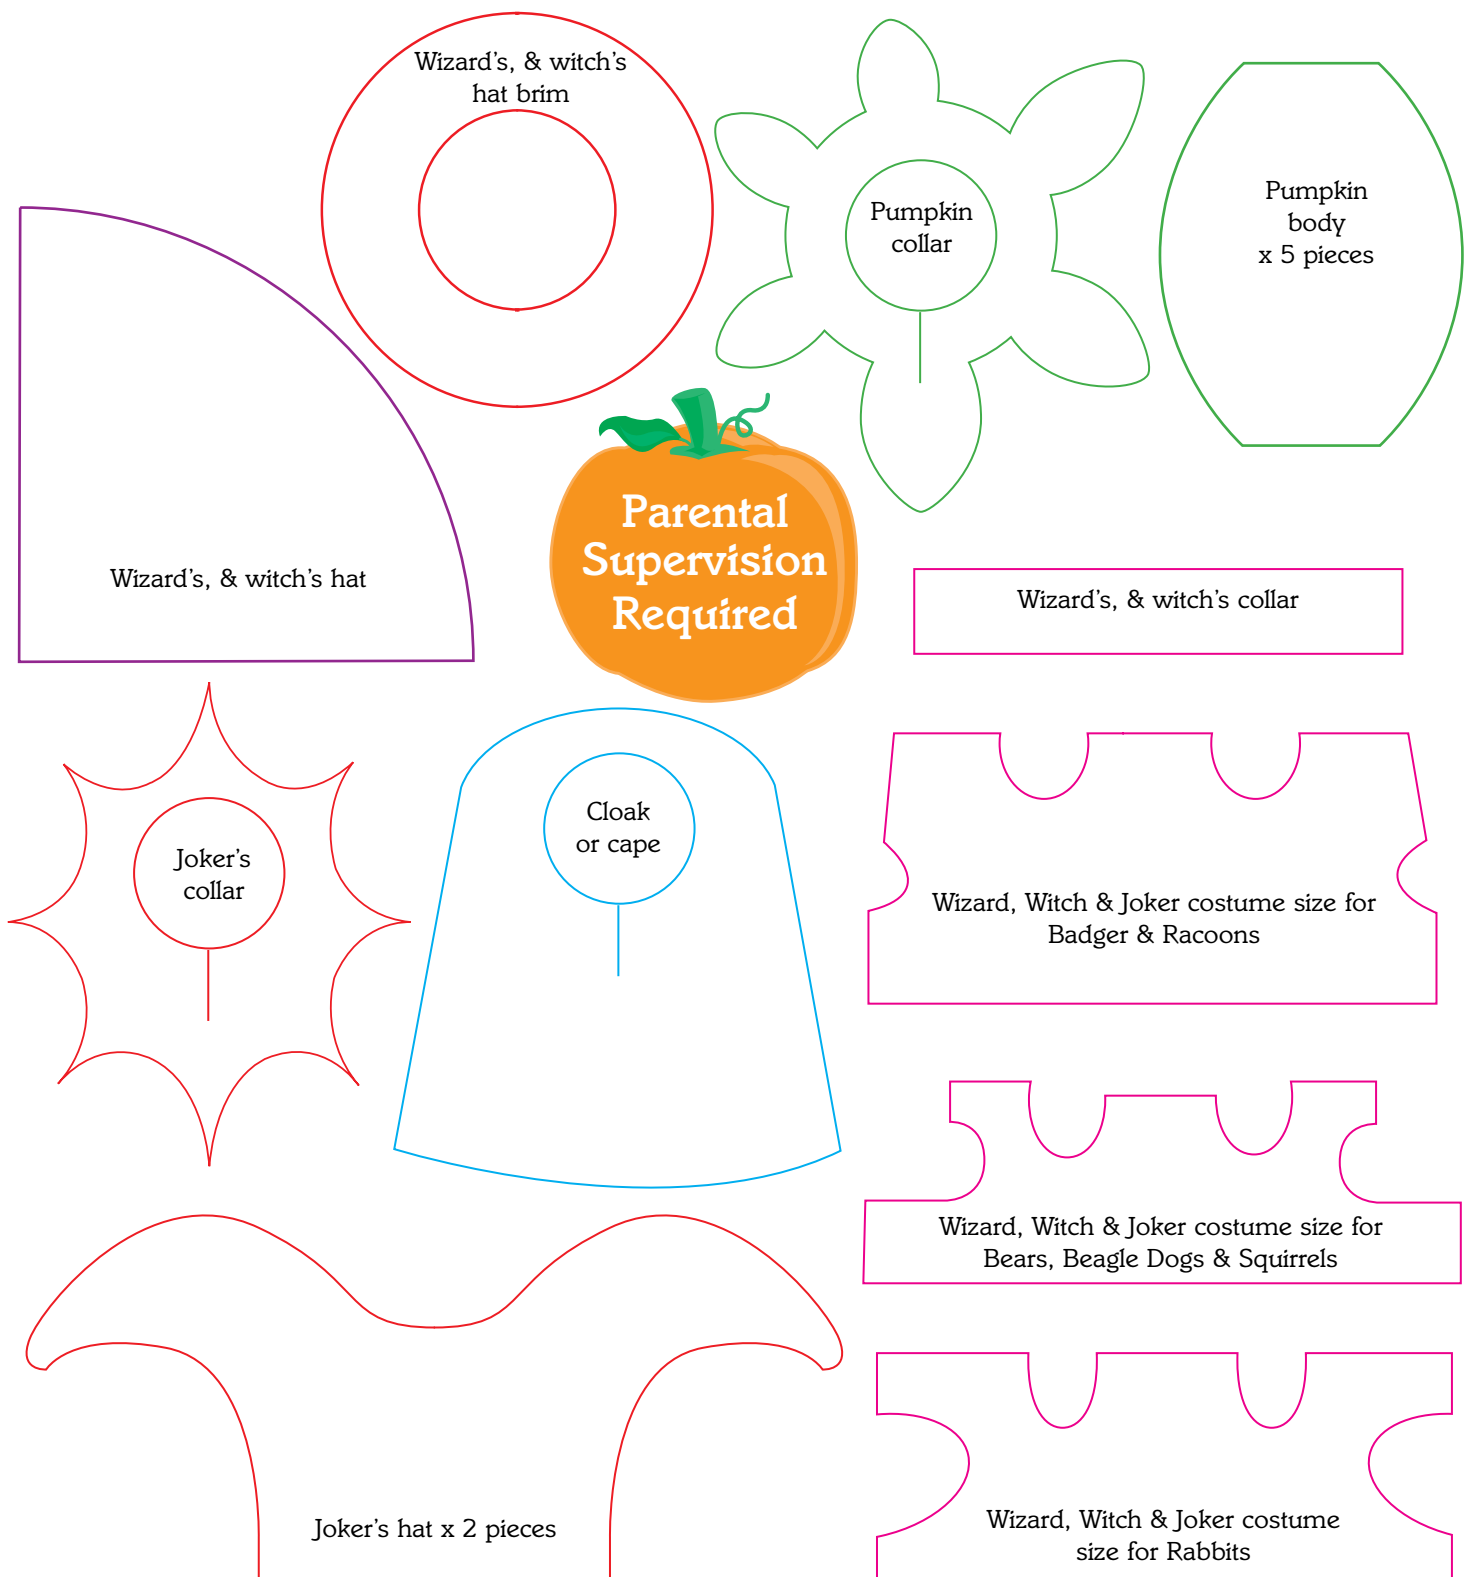 Wizard's, & witch's
hat brim
Pumpkin
collar
Pumpkin
body
x 5 pieces
Wizard's, & witch's hat
Parental
Supervision
Required
Wizard's, & witch's collar
Joker's
collar
Cloak
or cape
Wizard, Witch & Joker costume size for
Badger & Racoons
Wizard, Witch & Joker costume size for
Bears, Beagle Dogs & Squirrels
Joker's hat x 2 pieces
Wizard, Witch & Joker costume
size for Rabbits